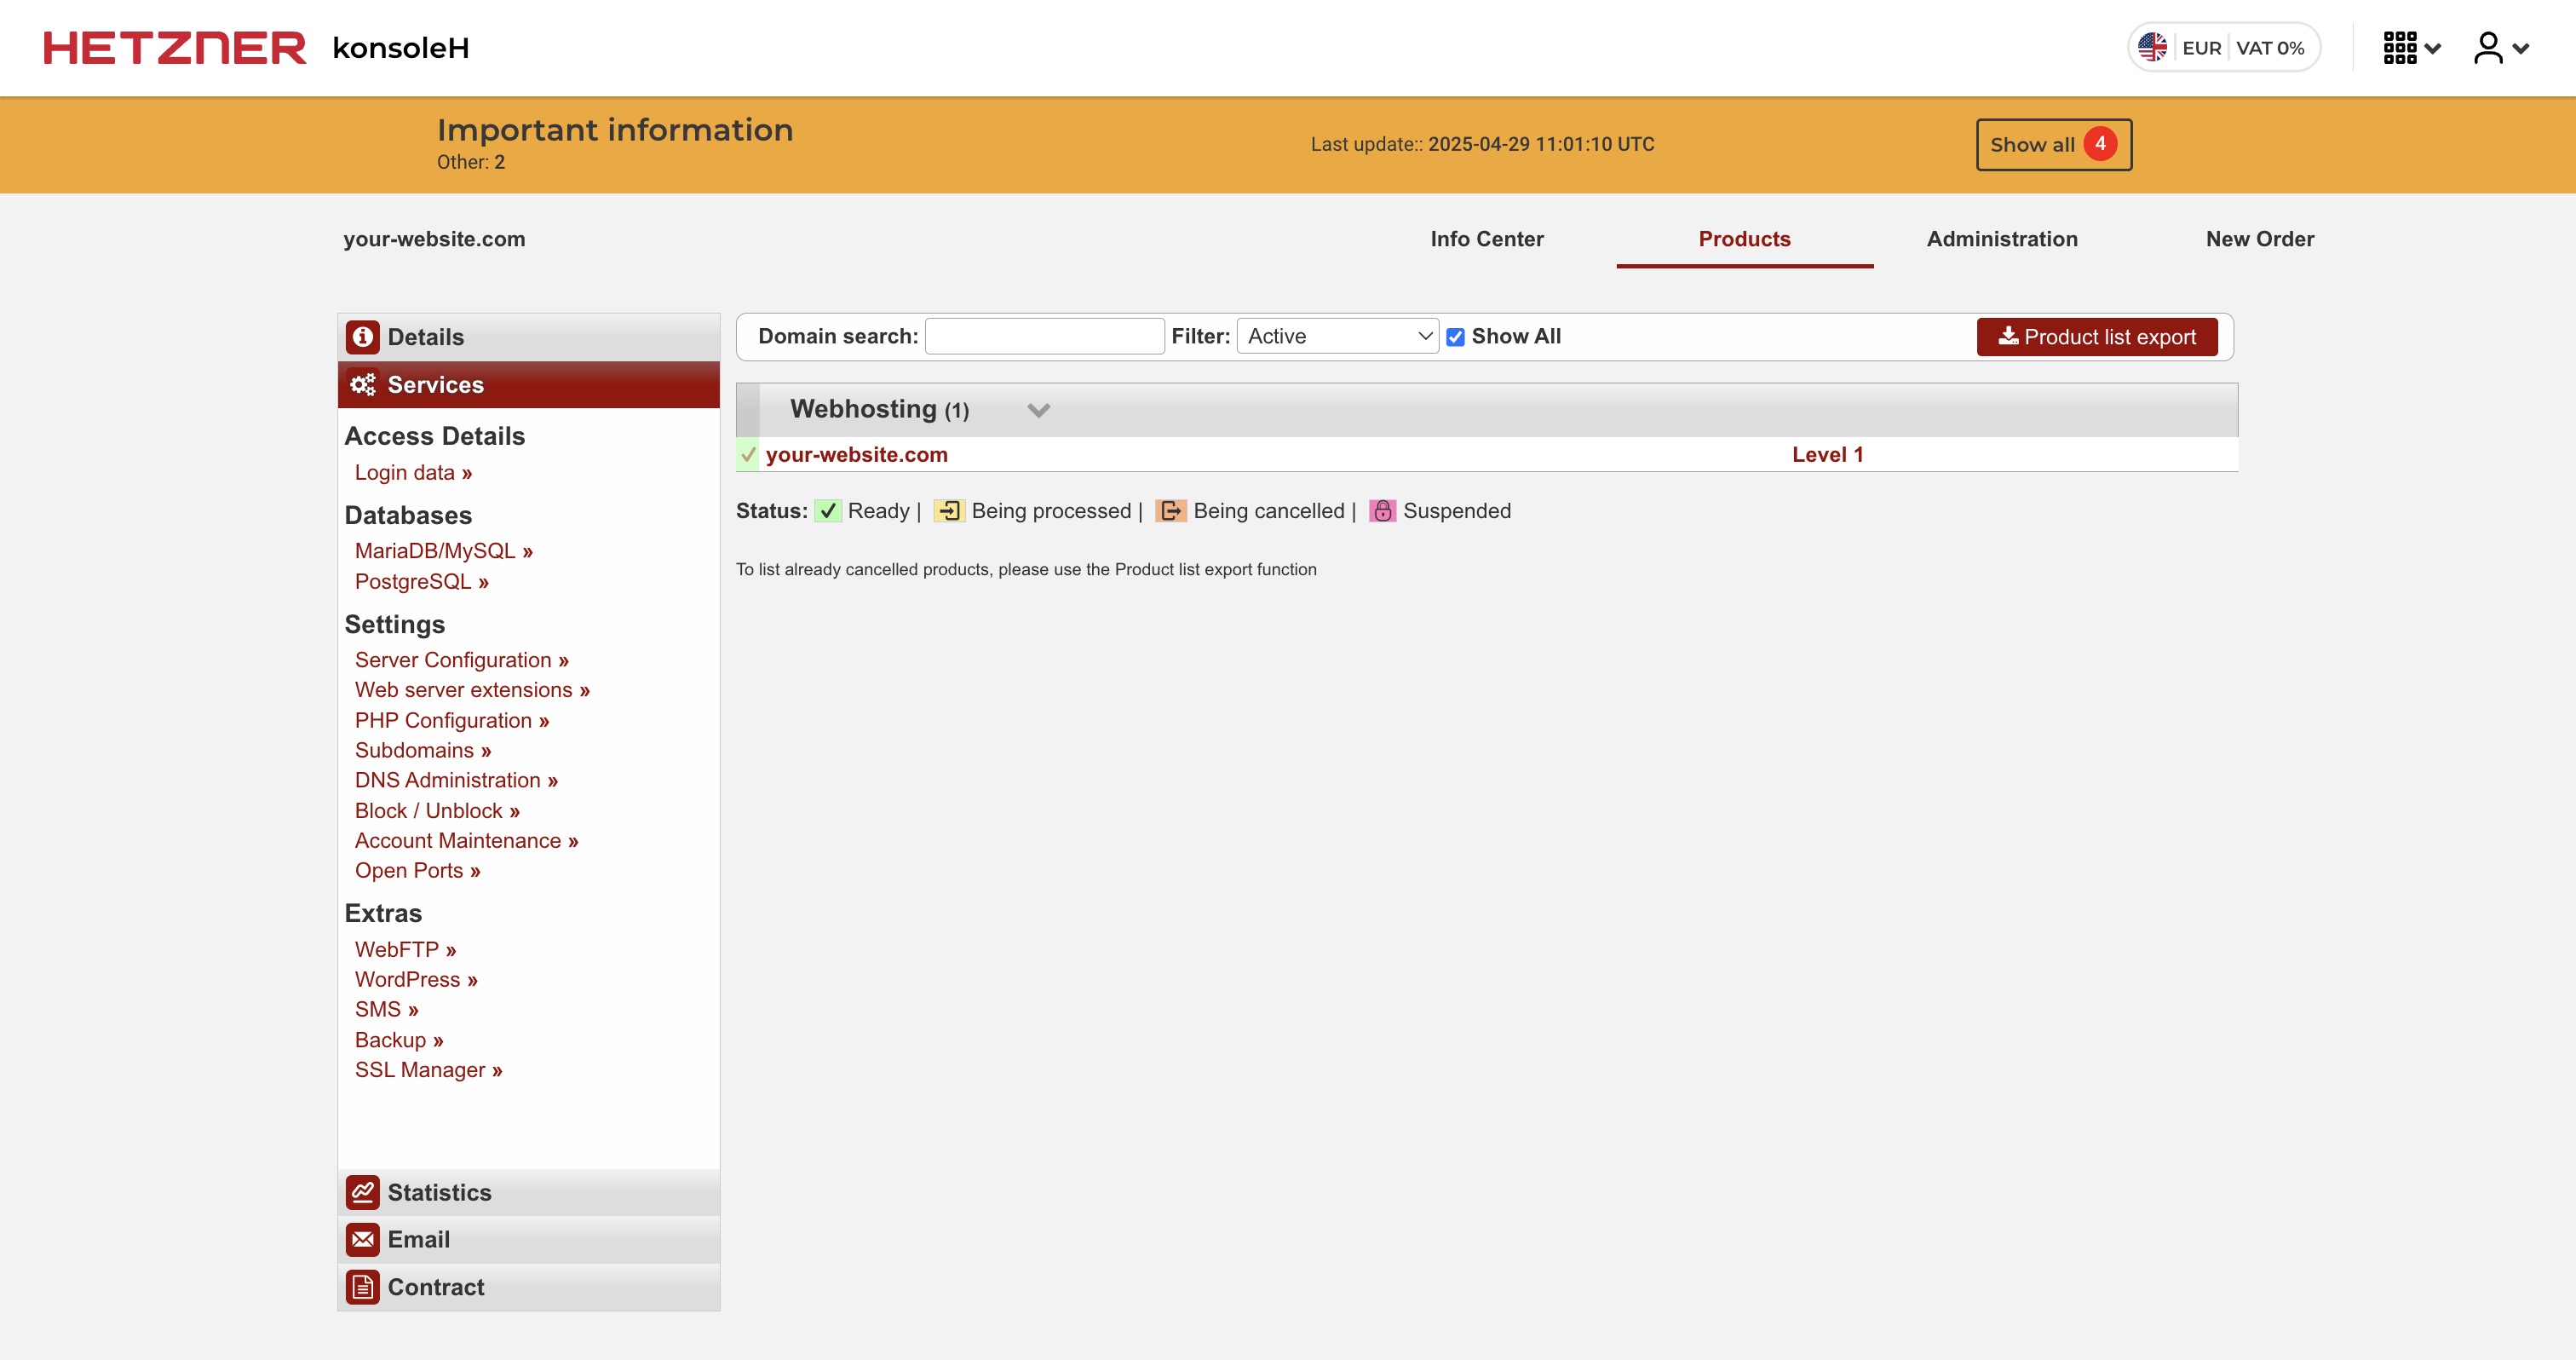 HETZNER konsoleH
EUR VAT 0%
Important information
Other: 2
Last update:: 2025-04-29 11:01:10 UTC
Show all 4
your-website.com
Info Center
Products
Administration
New Order
Details
Services
Access Details
Login data »
Databases
MariaDB/MySQL »
PostgreSQL »
Settings
Server Configuration »
Web server extensions »
PHP Configuration »
Subdomains »
DNS Administration »
Block / Unblock »
Account Maintenance »
Open Ports »
Extras
WebFTP »
WordPress »
SMS »
Backup »
SSL Manager »
Statistics
Email
Contract
Domain search: Filter: Active Show All
Product list export
Webhosting (1)
your-website.com Level 1
Status: Ready | Being processed | Being cancelled | Suspended
To list already cancelled products, please use the Product list export function